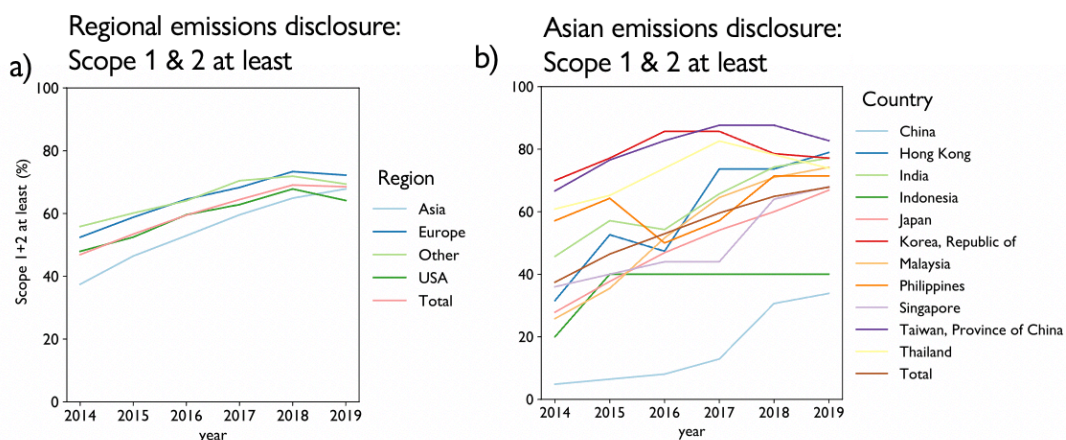 Regional emissions disclosure:
Scope 1 & 2 at least
a)
100
80
60
40
20
0
Scope 1+2 at least (%)
2014 2015 2016 2017 2018 2019
year
Region
Asia
Europe
Other
USA
Total
Asian emissions disclosure:
Scope 1 & 2 at least
b)
100
80
60
40
20
0
2014 2015 2016 2017 2018 2019
year
Country
China
Hong Kong
India
Indonesia
Japan
Korea, Republic of
Malaysia
Philippines
Singapore
Taiwan, Province of China
Thailand
Total